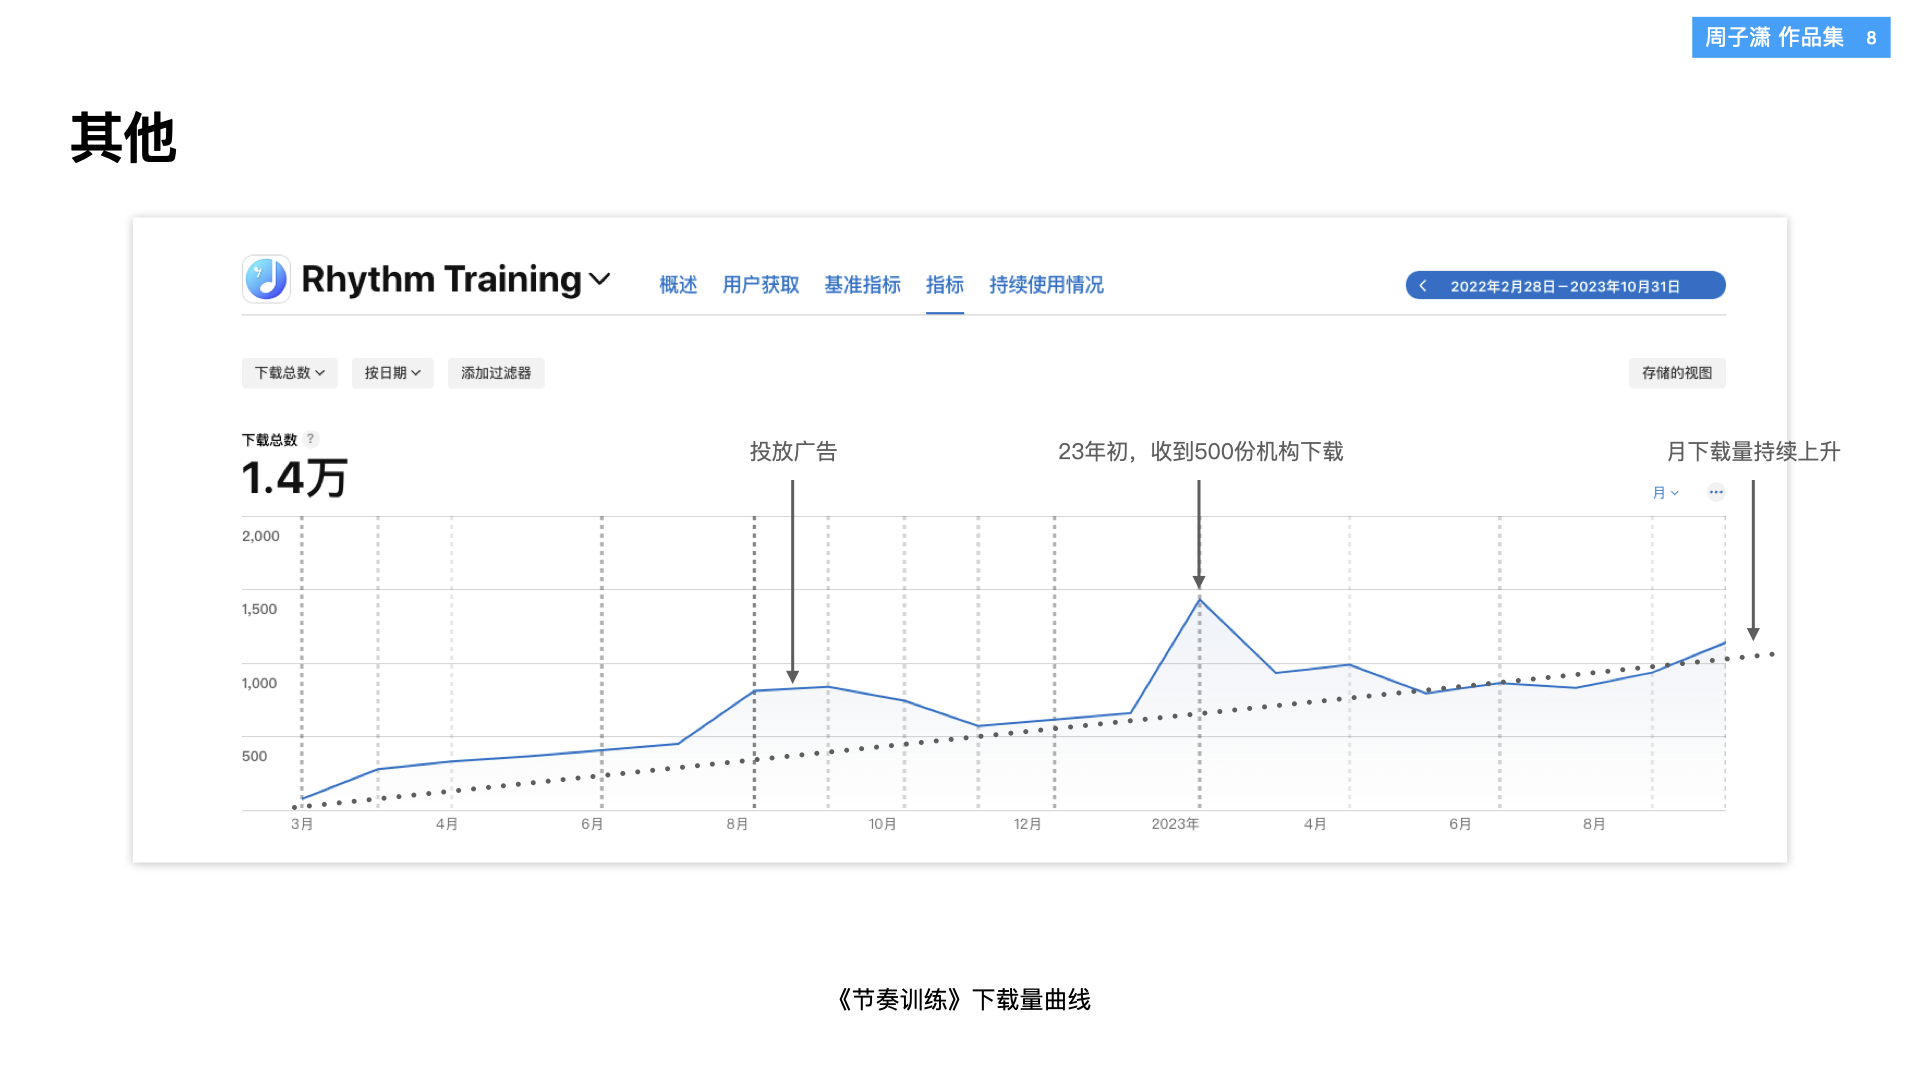 周子潇 作品集 8
其他
Rhythm Training
概述 用户获取 基准指标 指标 持续使用情况
2022年2月28日－2023年10月31日
下载总数 按日期 添加过滤器
存储的视图
下载总数 ?
1.4万
投放广告
23年初，收到500份机构下载
月下载量持续上升
月
2,000
1,500
1,000
500
3月 4月 6月 8月 10月 12月 2023年 4月 6月 8月
《节奏训练》下载量曲线